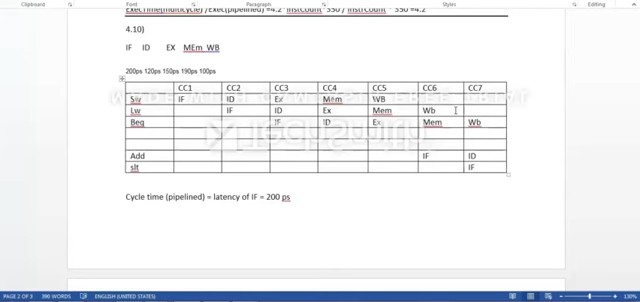 Clipboard Font Paragraph Styles Editing
ExecTime(multicycle) /Exec(pipelined) =4.2* InstCount* 350 / InstrCount * 350 =4.2
4.10)
IF ID EX MEm WB
200ps 120ps 150ps 190ps 100ps
CC1 CC2 CC3 CC4 CC5 CC6 CC7
Sw IF ID Ex Mem WB
Lw IF ID Ex Mem Wb
Beq IF ID Ex Mem Wb
Add IF ID
slt IF
Cycle time (pipelined) = latency of IF = 200 ps
PAGE 2 OF 3 390 WORDS ENGLISH (UNITED STATES) 130%